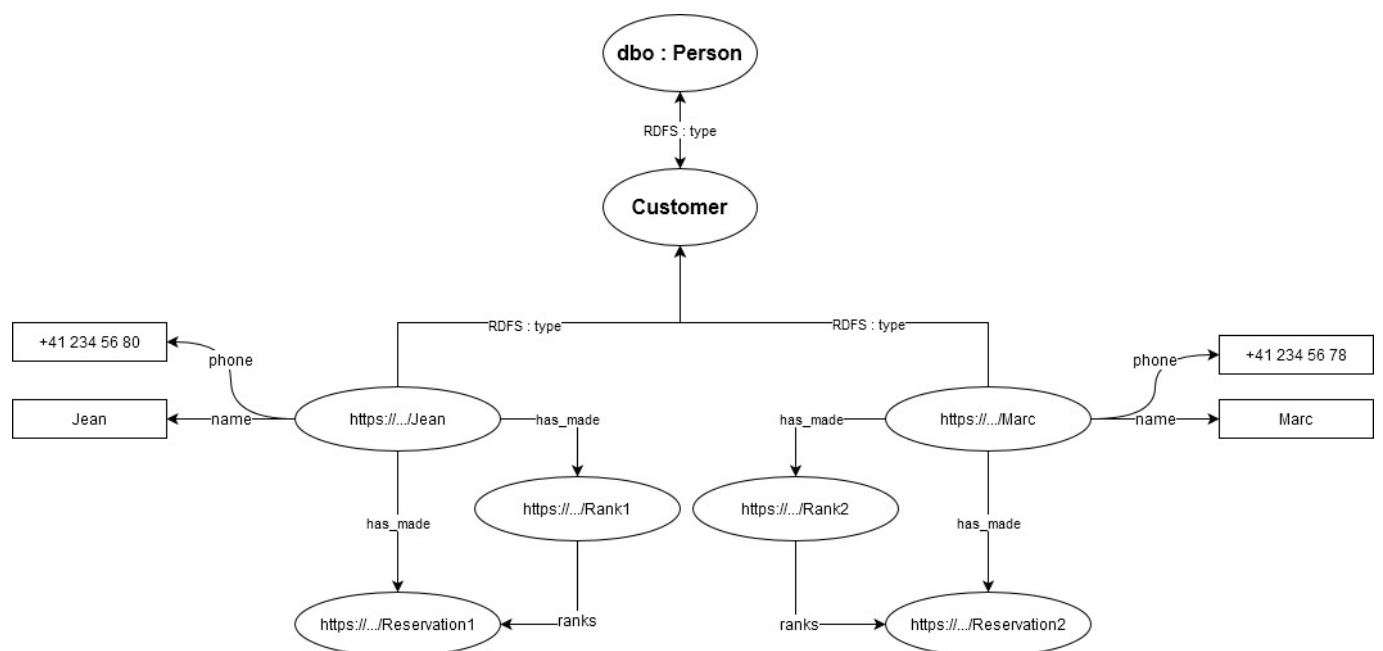 dbo : Person
RDFS : type
Customer
RDFS : type
RDFS : type
+41 234 56 80
phone
Jean
name
https://.../Jean
has_made
has_made
https://.../Marc
phone
+41 234 56 78
name
Marc
https://.../Rank1
https://.../Rank2
has_made
has_made
https://.../Reservation1
ranks
ranks
https://.../Reservation2